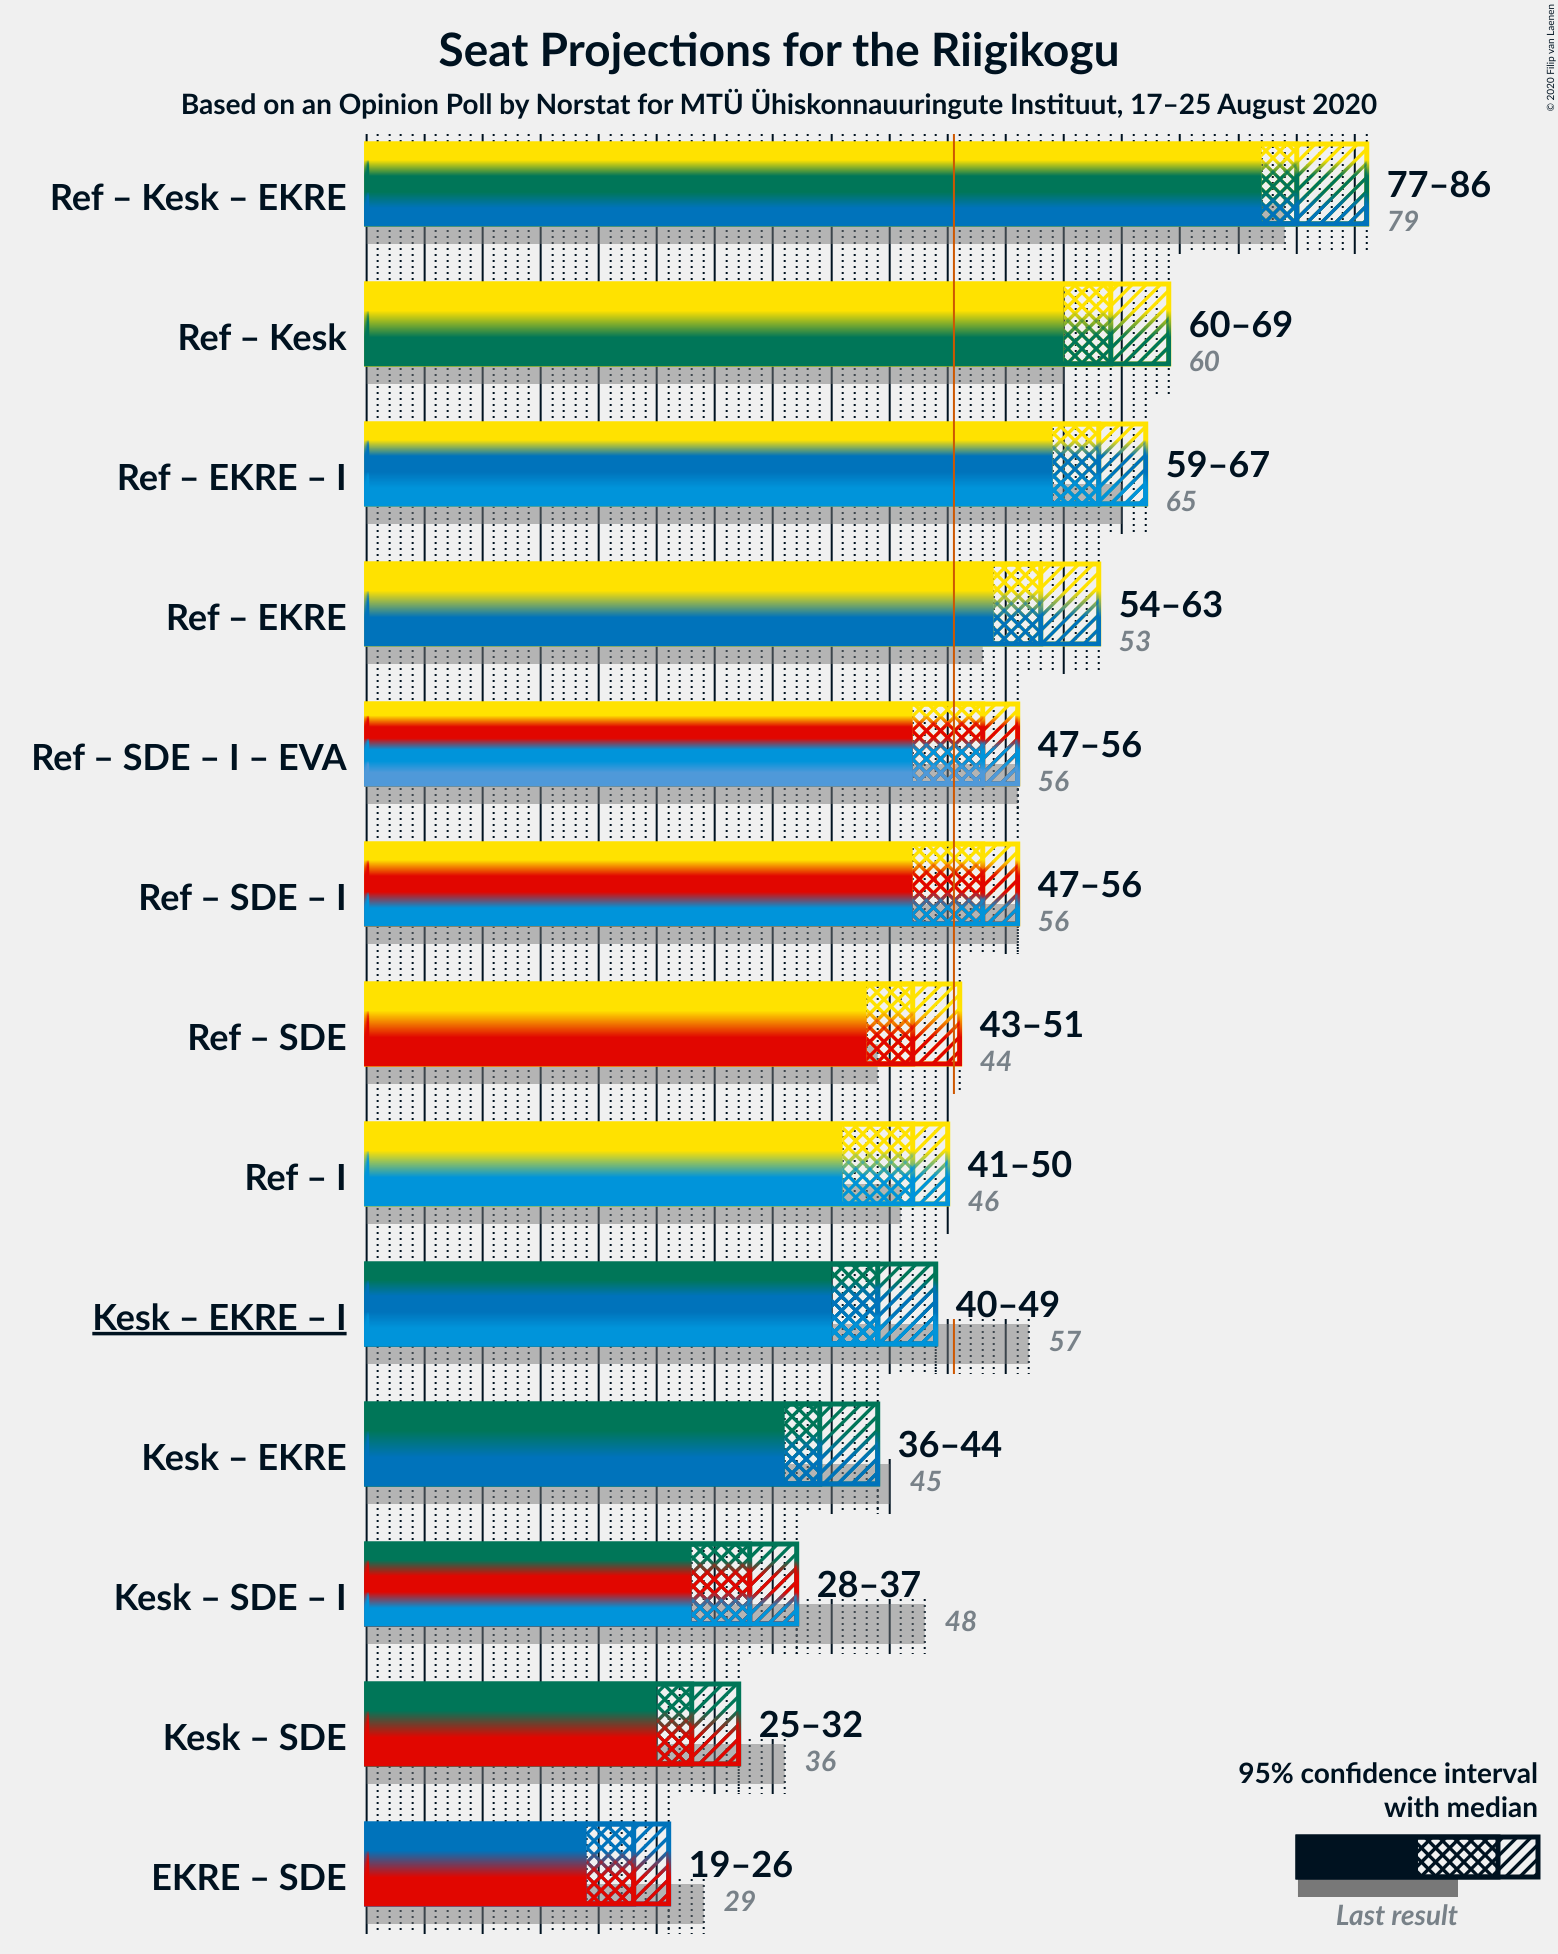 Seat Projections for the Riigikogu
Based on an Opinion Poll by Norstat for MTÜ Ühiskonnauuringute Instituut, 17–25 August 2020
© 2020 Filip van Laenen
Ref – Kesk – EKRE
77–86
79
Ref – Kesk
60–69
60
Ref – EKRE – I
59–67
65
Ref – EKRE
54–63
53
Ref – SDE – I – EVA
47–56
56
Ref – SDE – I
47–56
56
Ref – SDE
43–51
44
Ref – I
41–50
46
Kesk – EKRE – I
40–49
57
Kesk – EKRE
36–44
45
Kesk – SDE – I
28–37
48
Kesk – SDE
25–32
36
EKRE – SDE
19–26
29
95% confidence interval
with median
Last result